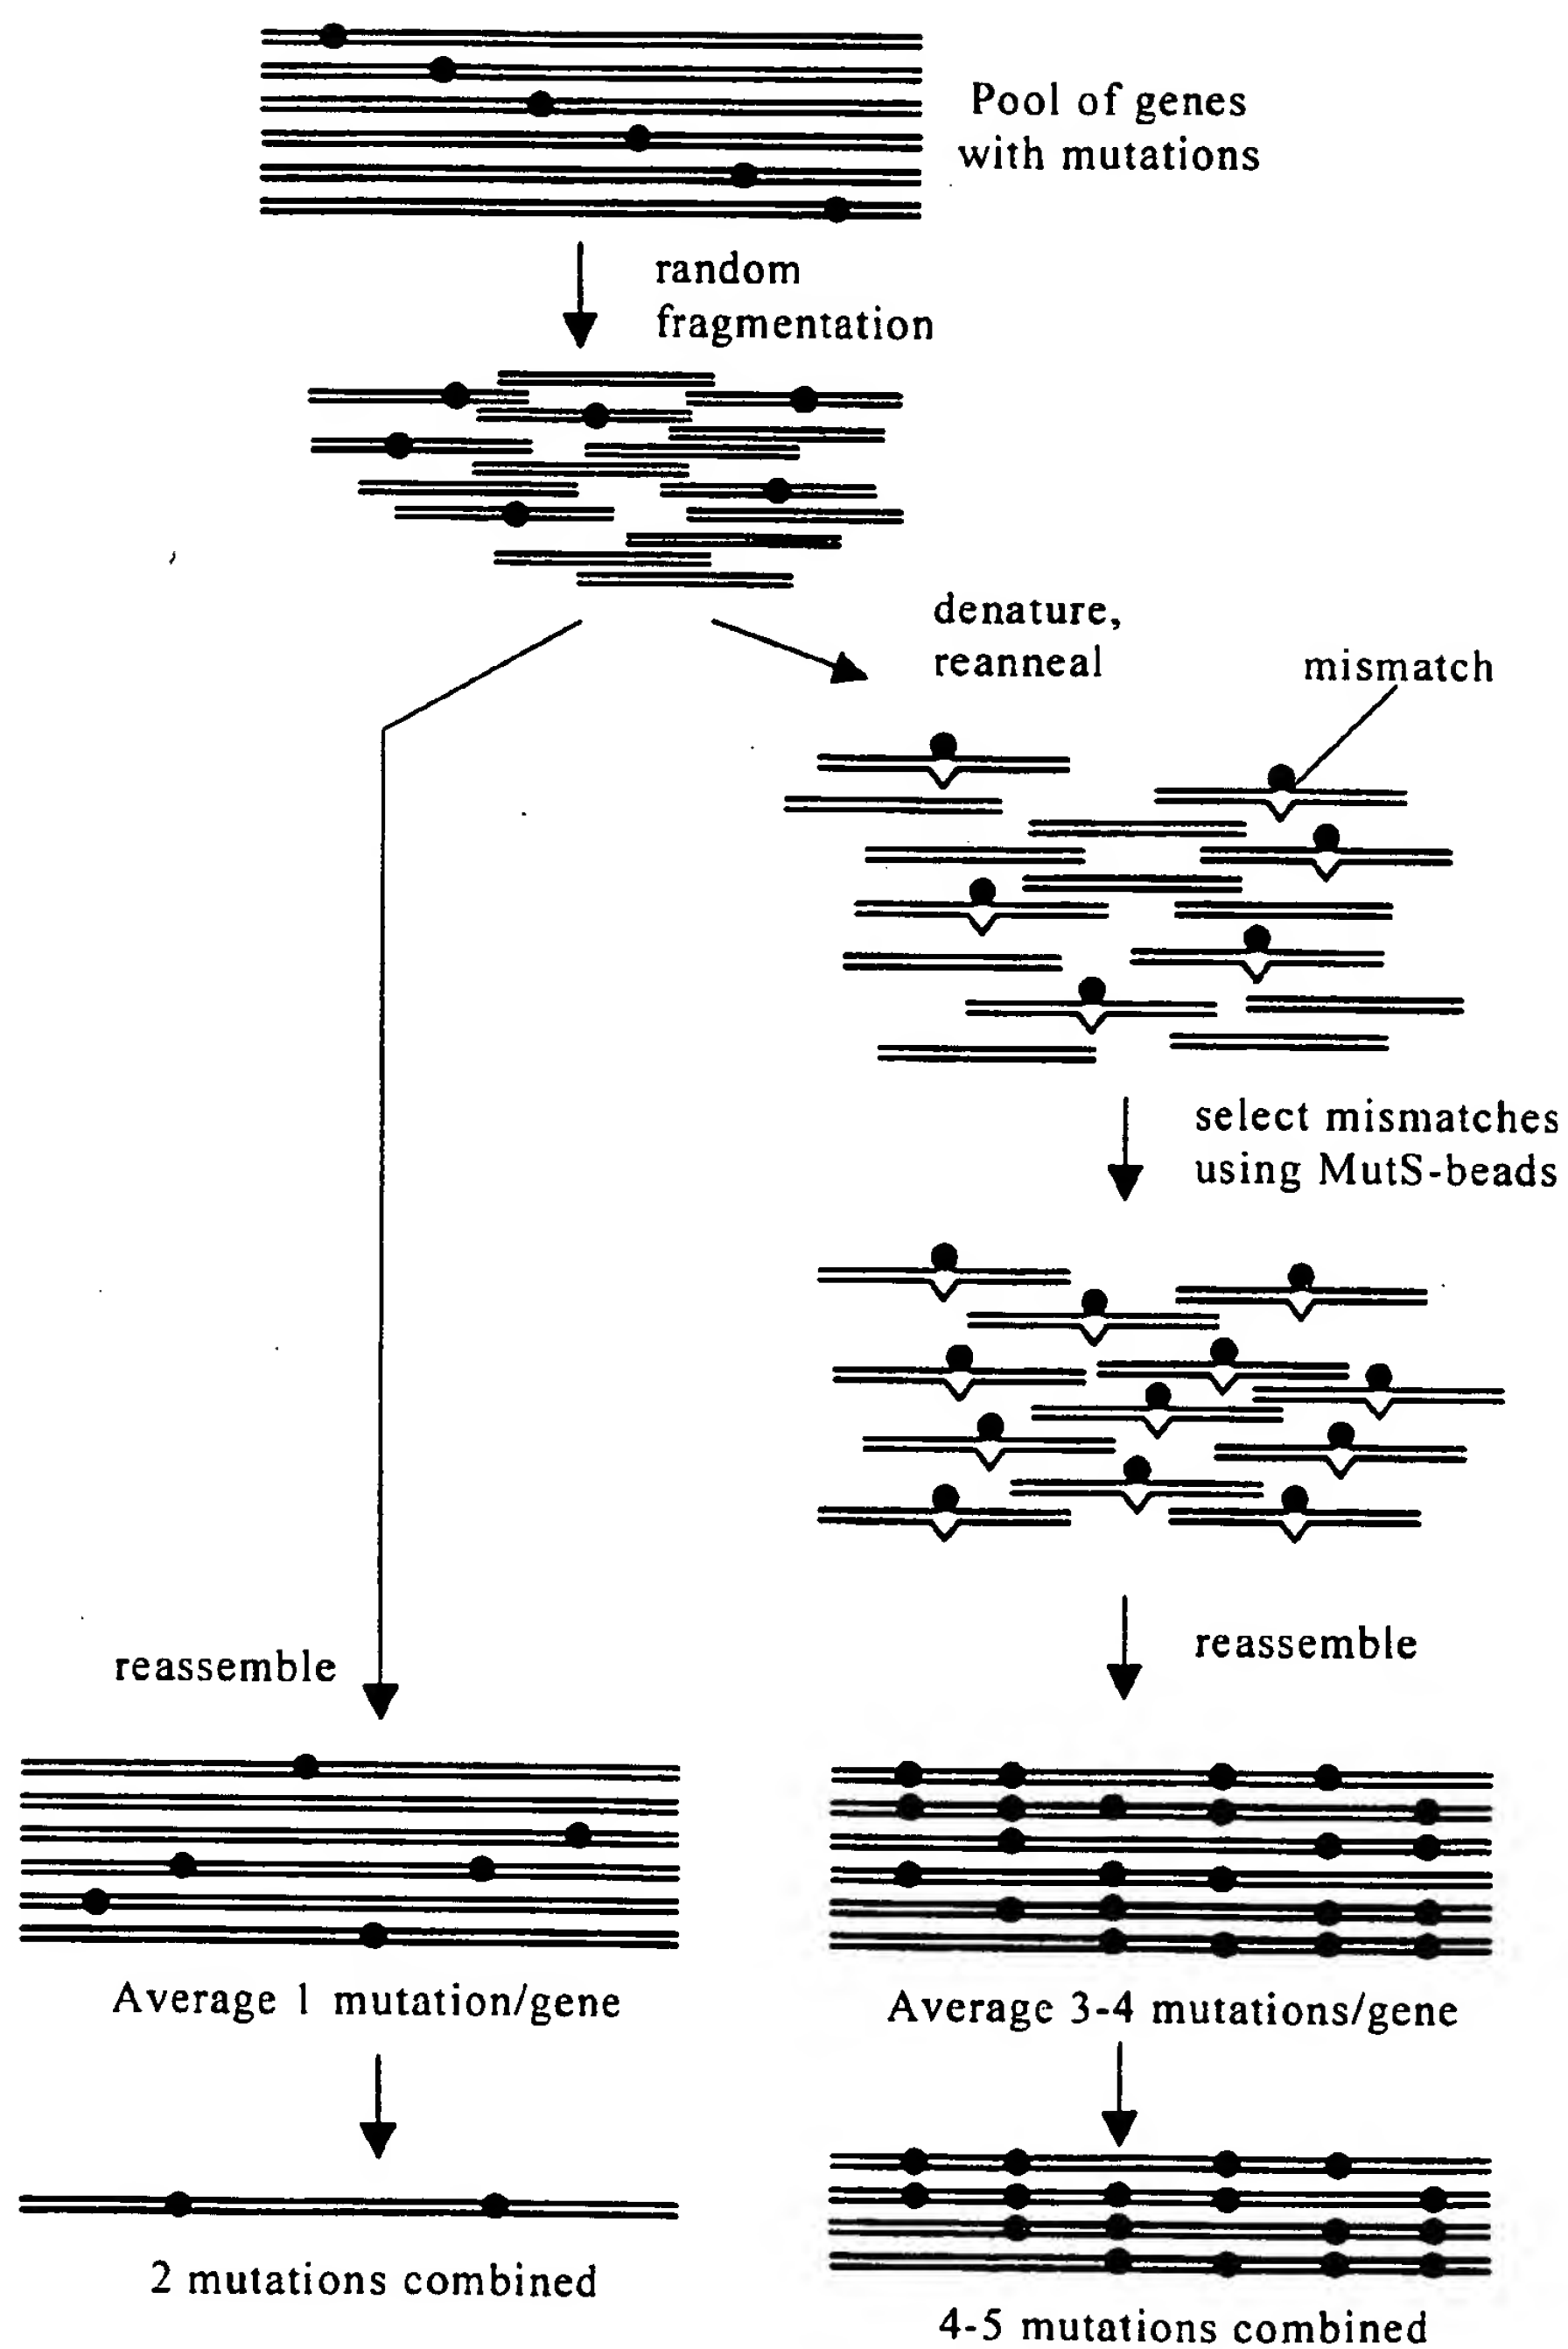 Pool of genes
with mutations
random
fragmentation
denature,
reanneal
mismatch
select mismatches
using MutS-beads
reassemble
reassemble
Average 1 mutation/gene
Average 3-4 mutations/gene
2 mutations combined
4-5 mutations combined